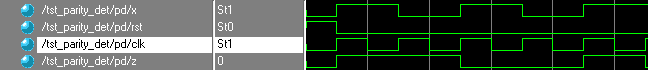 /tst_parity_det/pd/x St1
/tst_parity_det/pd/rst St0
/tst_parity_det/pd/clk St1
/tst_parity_det/pd/z 0